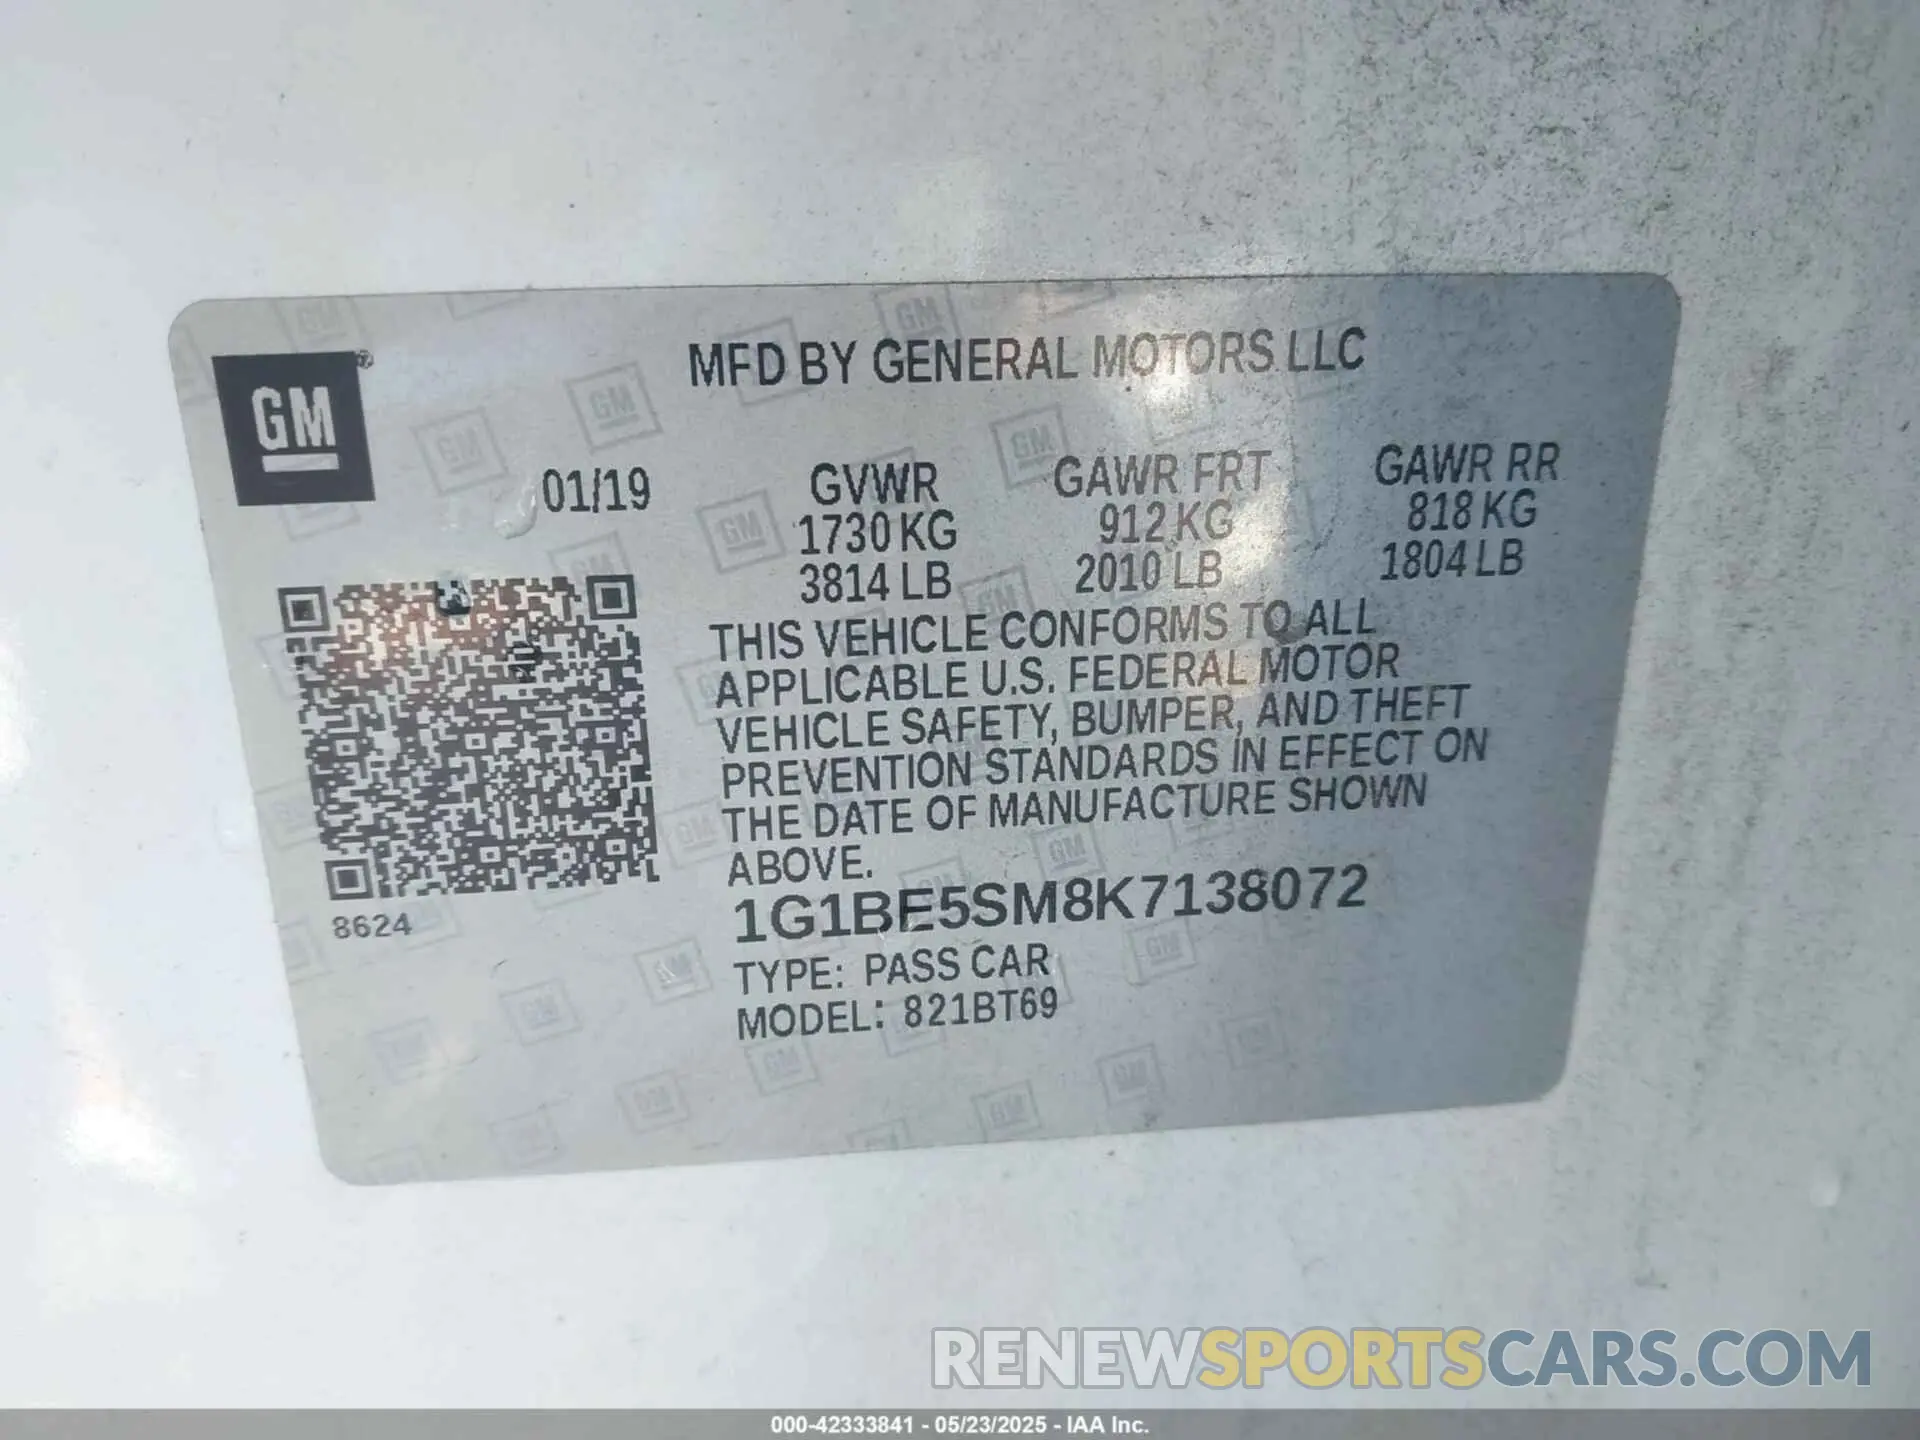 MFD BY GENERAL MOTORS LLC
GM
®
01/19
GVWR GAWR FRT GAWR RR
1730 KG 912 KG 818 KG
3814 LB 2010 LB 1804 LB
THIS VEHICLE CONFORMS TO ALL
APPLICABLE U.S. FEDERAL MOTOR
VEHICLE SAFETY, BUMPER, AND THEFT
PREVENTION STANDARDS IN EFFECT ON
THE DATE OF MANUFACTURE SHOWN
ABOVE.
8624
1G1BE5SM8K7138072
TYPE: PASS CAR
MODEL: 821BT69
RENEWSPORTSCARS.COM
000-42333841 - 05/23/2025 - IAA Inc.